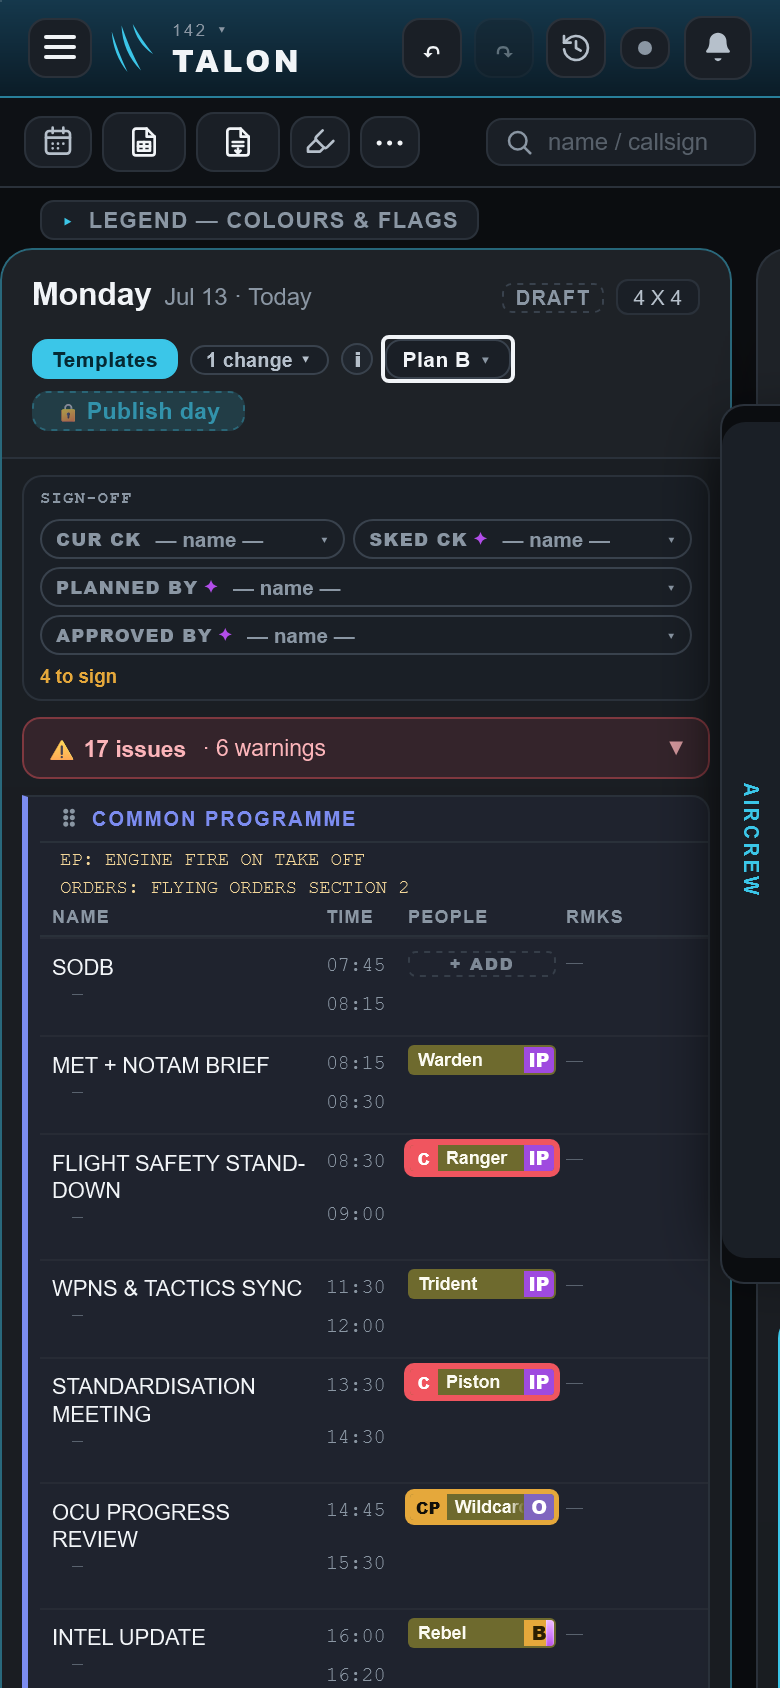 142 ▾
TALON
name / callsign
▸ LEGEND — COLOURS & FLAGS
Monday Jul 13 · Today DRAFT 4 X 4
Templates 1 change ▾ i Plan B ▾
Publish day
SIGN-OFF
CUR CK — name — ▾ SKED CK ✦ — name — ▾
PLANNED BY ✦ — name — ▾
APPROVED BY ✦ — name — ▾
4 to sign
17 issues · 6 warnings ▼
COMMON PROGRAMME
EP: ENGINE FIRE ON TAKE OFF
ORDERS: FLYING ORDERS SECTION 2
NAME TIME PEOPLE RMKS
SODB 07:45 + ADD —
— 08:15
MET + NOTAM BRIEF 08:15 Warden IP —
— 08:30
FLIGHT SAFETY STAND- 08:30 C Ranger IP —
DOWN
— 09:00
WPNS & TACTICS SYNC 11:30 Trident IP —
— 12:00
STANDARDISATION 13:30 C Piston IP —
MEETING
— 14:30
OCU PROGRESS 14:45 CP Wildcar O —
REVIEW
— 15:30
INTEL UPDATE 16:00 Rebel B —
— 16:20
AIRCREW